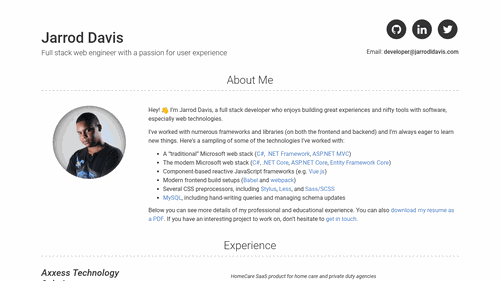 Jarrod Davis
Full stack web engineer with a passion for user experience
Email: developer@jarrodldavis.com
About Me
Hey! 👋 I'm Jarrod Davis, a full stack developer who enjoys building great experiences and nifty tools with software,
especially web technologies.
I've worked with numerous frameworks and libraries (on both the frontend and backend) and I'm always eager to learn
new things. Here's a sampling of some of the technologies I've worked with:
• A "traditional" Microsoft web stack (C#, .NET Framework, ASP.NET MVC)
• The modern Microsoft web stack (C#, .NET Core, ASP.NET Core, Entity Framework Core)
• Component-based reactive JavaScript frameworks (e.g. Vue.js)
• Modern frontend build setups (Babel and webpack)
• Several CSS preprocessors, including Stylus, Less, and Sass/SCSS
• MySQL, including hand-writing queries and managing schema updates
Below you can see more details of my professional and educational experience. You can also download my resume as
a PDF. If you have an interesting project to work on, don't hesitate to get in touch.
Experience
Axxess Technology
HomeCare SaaS product for home care and private duty agencies